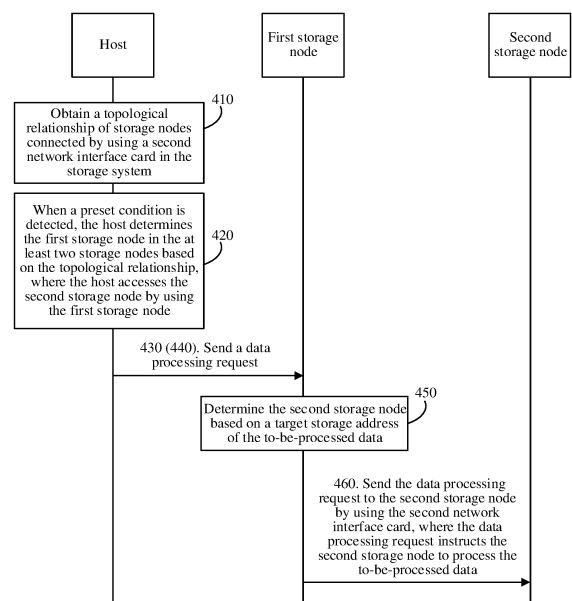 Host
First storage
node
Second
storage node
410
Obtain a topological
relationship of storage nodes
connected by using a second
network interface card in the
storage system
420
When a preset condition is
detected, the host determines
the first storage node in the at
least two storage nodes based
on the topological relationship,
where the host accesses the
second storage node by using
the first storage node
430 (440). Send a data
processing request
450
Determine the second storage node
based on a target storage address
of the to-be-processed data
460. Send the data processing
request to the second storage node
by using the second network
interface card, where the data
processing request instructs the
second storage node to process the
to-be-processed data